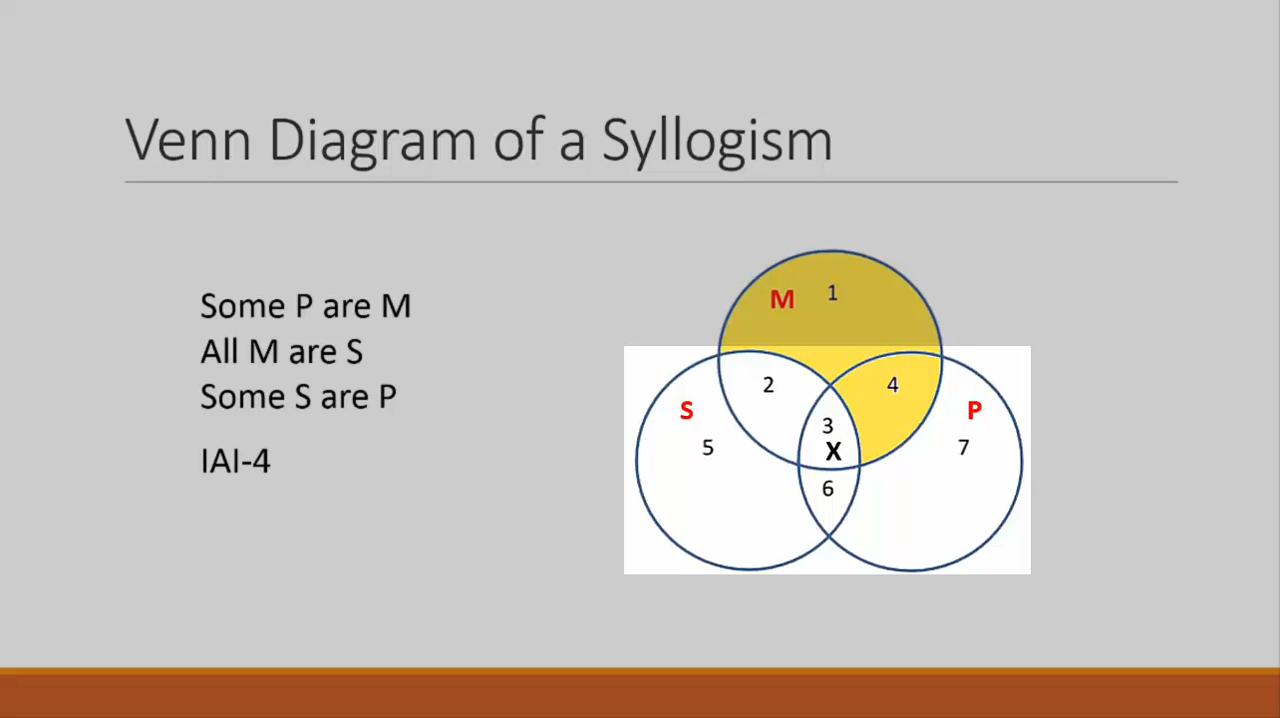 Venn Diagram of a Syllogism
Some P are M
All M are S
Some S are P
IAI-4
M 1
2 4
S P
3
5 X 7
6